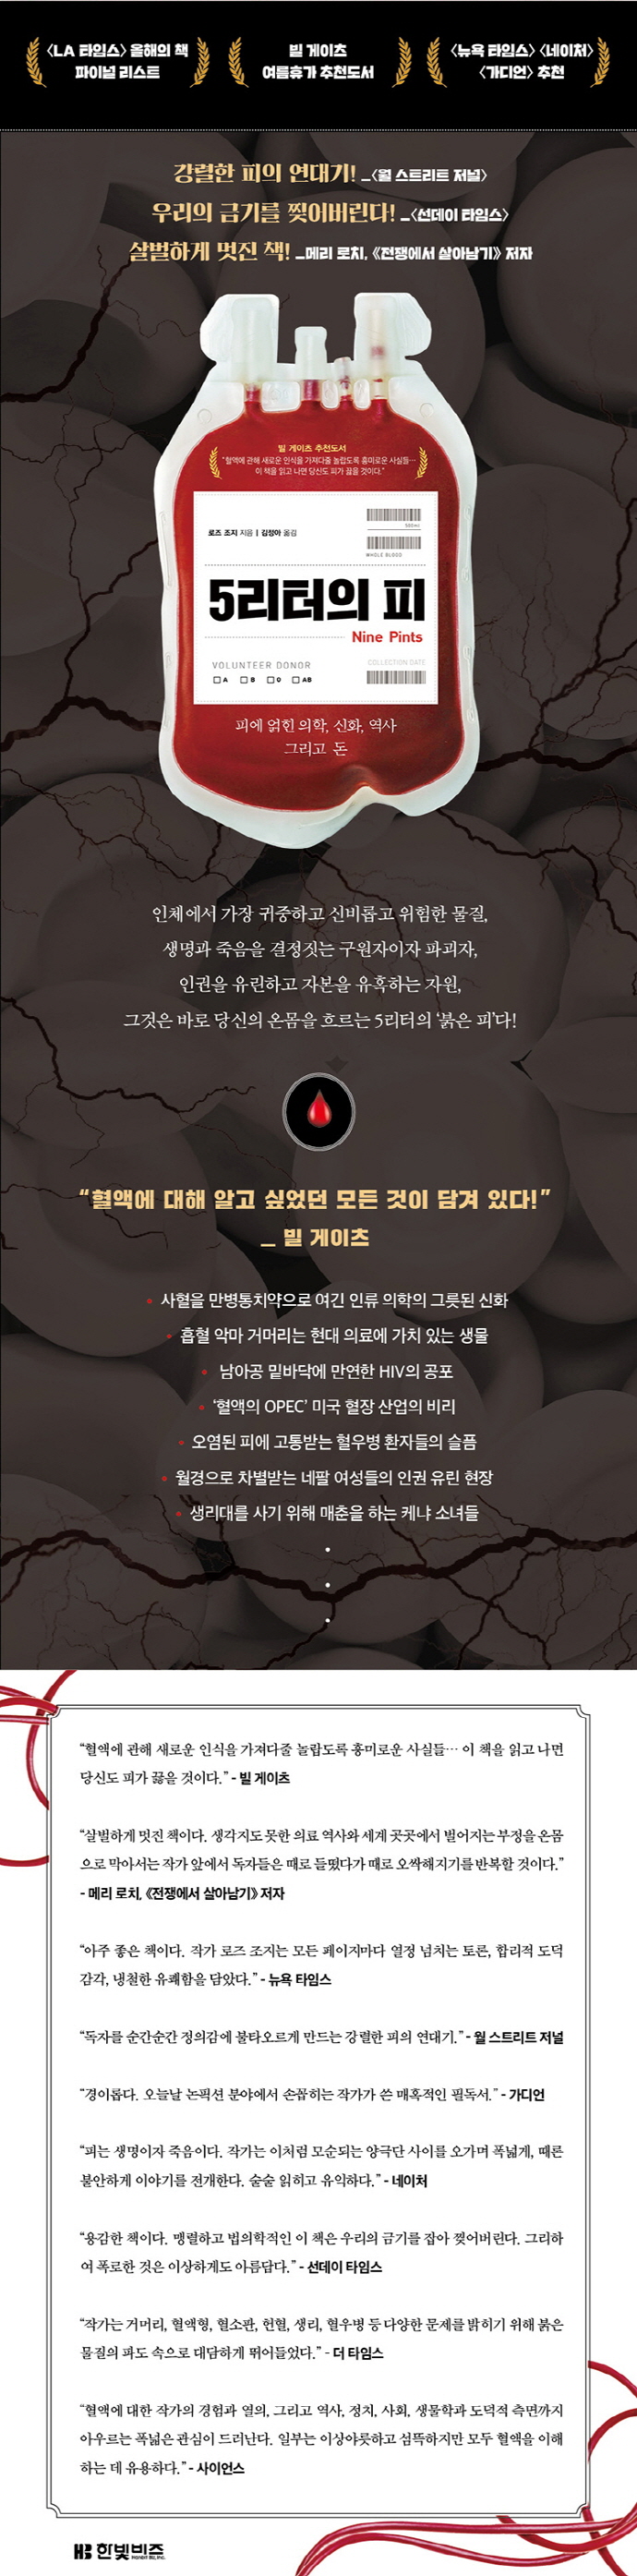 〈LA 타임스〉 올해의 책
파이널 리스트
빌 게이츠
여름휴가 추천도서
〈뉴욕 타임스〉 〈네이처〉
〈가디언〉 추천
강렬한 피의 연대기! _〈월 스트리트 저널〉
우리의 금기를 찢어버린다! _〈선데이 타임스〉
살벌하게 멋진 책! _메리 로치, 《전쟁에서 살아남기》 저자
빌 게이츠 추천도서
"혈액에 관해 새로운 인식을 가져다줄 놀랍도록 흥미로운 사실들…
이 책을 읽고 나면 당신도 피가 끓을 것이다."
로즈 조지 지음 | 김정아 옮김
500mL
WHOLE BLOOD
5리터의 피
Nine Pints
VOLUNTEER DONOR
COLLECTION DATE
A B O AB
피에 얽힌 의학, 신화, 역사
그리고 돈
인체에서 가장 귀중하고 신비롭고 위험한 물질,
생명과 죽음을 결정짓는 구원자이자 파괴자,
인권을 유린하고 자본을 유혹하는 자원,
그것은 바로 당신의 온몸을 흐르는 5리터의 '붉은 피'다!
"혈액에 대해 알고 싶었던 모든 것이 담겨 있다!"
_ 빌 게이츠
• 사혈을 만병통치약으로 여긴 인류 의학의 그릇된 신화
• 흡혈 악마 거머리는 현대 의료에 가치 있는 생물
• 남아공 밑바닥에 만연한 HIV의 공포
• '혈액의 OPEC' 미국 혈장 산업의 비리
• 오염된 피에 고통받는 혈우병 환자들의 슬픔
• 월경으로 차별받는 네팔 여성들의 인권 유린 현장
• 생리대를 사기 위해 매춘을 하는 케냐 소녀들
"혈액에 관해 새로운 인식을 가져다줄 놀랍도록 흥미로운 사실들… 이 책을 읽고 나면
당신도 피가 끓을 것이다." - 빌 게이츠
"살벌하게 멋진 책이다. 생각지도 못한 의료 역사와 세계 곳곳에서 벌어지는 부정을 온몸
으로 막아서는 작가 앞에서 독자들은 때로 들떴다가 때로 오싹해지기를 반복할 것이다."
- 메리 로치, 《전쟁에서 살아남기》 저자
"아주 좋은 책이다. 작가 로즈 조지는 모든 페이지마다 열정 넘치는 토론, 합리적 도덕
감각, 냉철한 유쾌함을 담았다." - 뉴욕 타임스
"독자를 순간순간 정의감에 불타오르게 만드는 강렬한 피의 연대기." - 월 스트리트 저널
"경이롭다. 오늘날 논픽션 분야에서 손꼽히는 작가가 쓴 매혹적인 필독서." - 가디언
"피는 생명이자 죽음이다. 작가는 이처럼 모순되는 양극단 사이를 오가며 폭넓게, 때론
불안하게 이야기를 전개한다. 술술 읽히고 유익하다." - 네이처
"용감한 책이다. 맹렬하고 법의학적인 이 책은 우리의 금기를 잡아 찢어버린다. 그리하
여 폭로한 것은 이상하게도 아름답다." - 선데이 타임스
"작가는 거머리, 혈액형, 혈소판, 헌혈, 생리, 혈우병 등 다양한 문제를 밝히기 위해 붉은
물질의 파도 속으로 대담하게 뛰어들었다." - 더 타임스
"혈액에 대한 작가의 경험과 열의, 그리고 역사, 정치, 사회, 생물학과 도덕적 측면까지
아우르는 폭넓은 관심이 드러난다. 일부는 이상야릇하고 섬뜩하지만 모두 혈액을 이해
하는 데 유용하다." - 사이언스
HB 한빛비즈
Hanbit Biz, Inc.